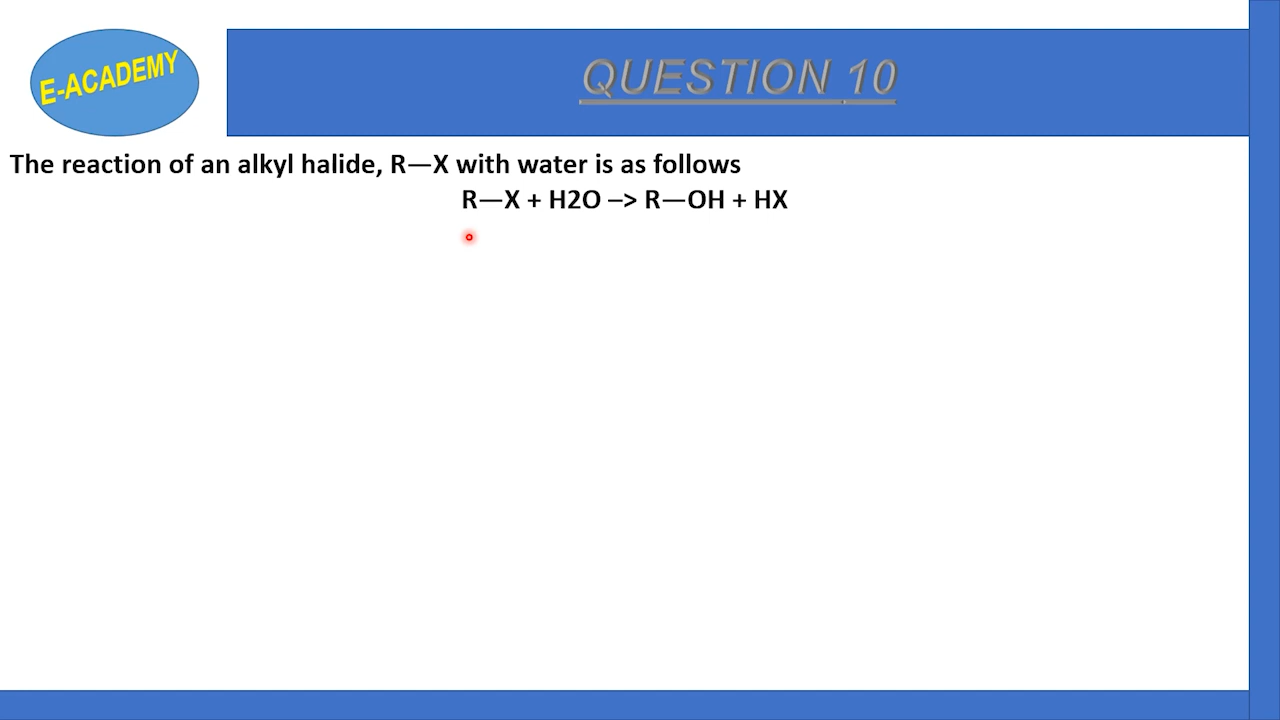 E-ACADEMY
QUESTION 10
The reaction of an alkyl halide, R—X with water is as follows
R—X + H2O –> R—OH + HX